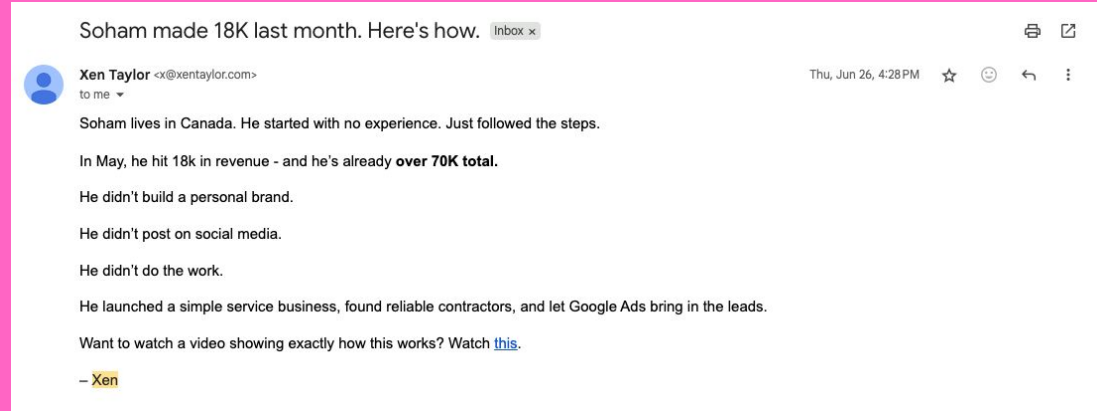 Soham made 18K last month. Here's how. Inbox ×
Xen Taylor <x@xentaylor.com> Thu, Jun 26, 4:28 PM
to me
Soham lives in Canada. He started with no experience. Just followed the steps.
In May, he hit 18k in revenue - and he's already over 70K total.
He didn't build a personal brand.
He didn't post on social media.
He didn't do the work.
He launched a simple service business, found reliable contractors, and let Google Ads bring in the leads.
Want to watch a video showing exactly how this works? Watch this.
– Xen